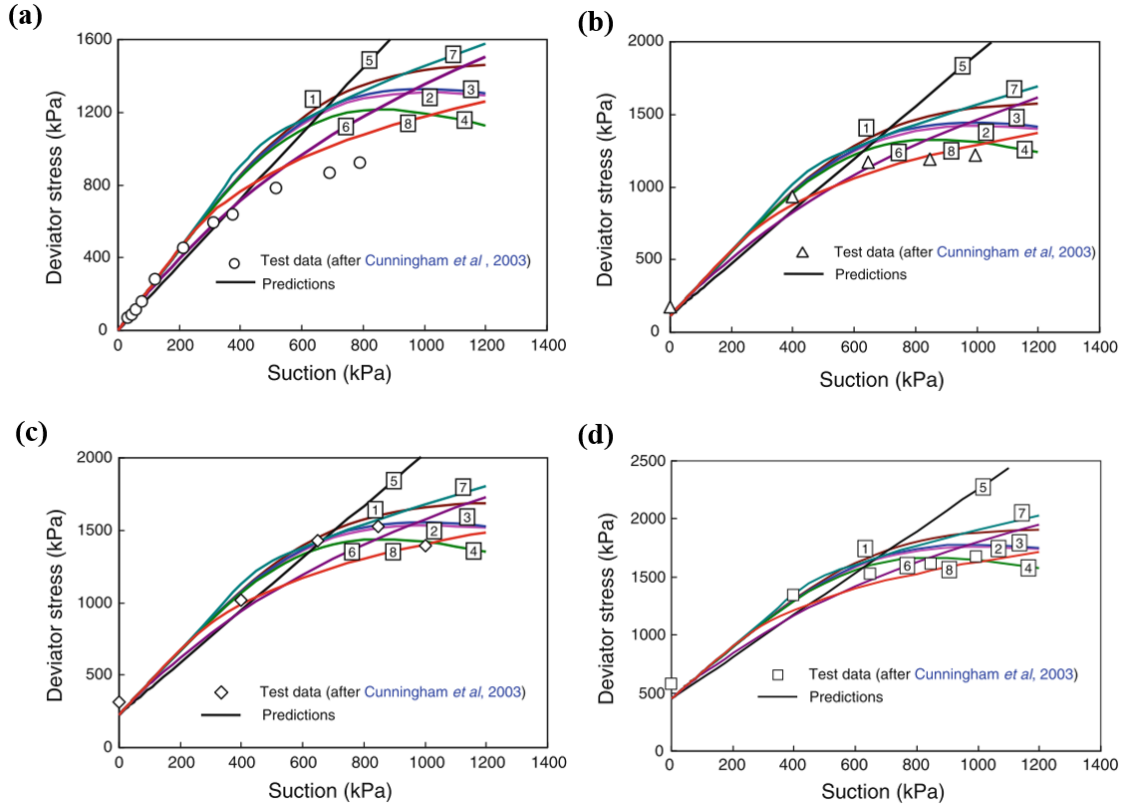 (a)
1600
1200
800
400
0
0 200 400 600 800 1000 1200 1400
Deviator stress (kPa)
Suction (kPa)
1
2
3
4
5
6
7
8
Test data (after Cunningham et al , 2003)
Predictions
(b)
2000
1500
1000
500
0
0 200 400 600 800 1000 1200 1400
Deviator stress (kPa)
Suction (kPa)
1
2
3
4
5
6
7
8
Test data (after Cunningham et al, 2003)
Predictions
(c)
2000
1500
1000
500
0
0 200 400 600 800 1000 1200 1400
Deviator stress (kPa)
Suction (kPa)
1
2
3
4
5
6
7
8
Test data (after Cunningham et al, 2003)
Predictions
(d)
2500
2000
1500
1000
500
0
0 200 400 600 800 1000 1200 1400
Deviator stress (kPa)
Suction (kPa)
1
2
3
4
5
6
7
8
Test data (after Cunningham et al, 2003)
Predictions